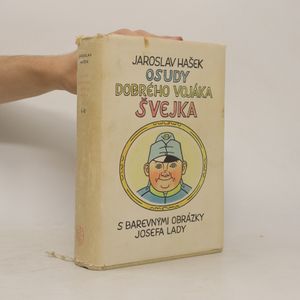 JAROSLAV HAŠEK
OSUDY
DOBRÉHO VOJÁKA
ŠVEJKA
S BAREVNÝMI OBRÁZKY
JOSEFA LADY